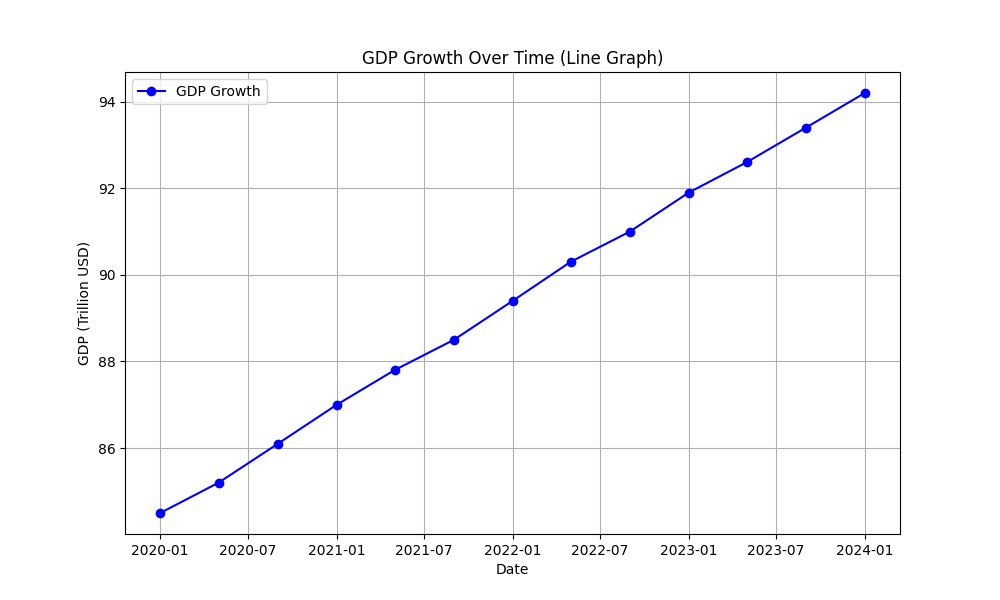 GDP Growth Over Time (Line Graph)
GDP Growth
94
92
90
88
86
GDP (Trillion USD)
2020-01 2020-07 2021-01 2021-07 2022-01 2022-07 2023-01 2023-07 2024-01
Date